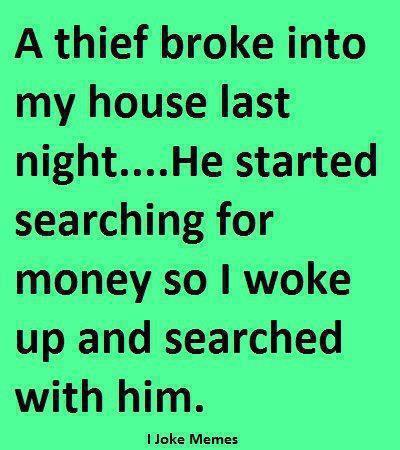 A thief broke into
my house last
night....He started
searching for
money so I woke
up and searched
with him.
I Joke Memes